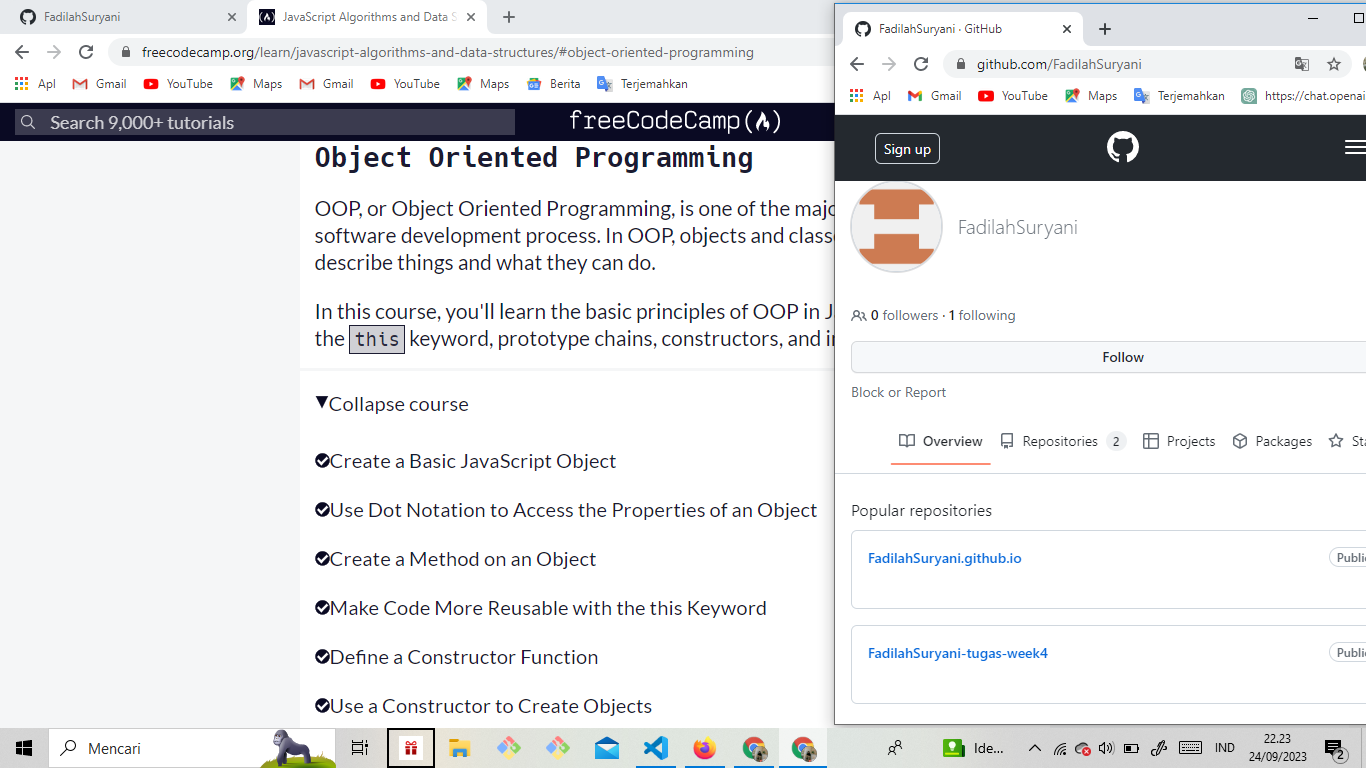 FadilahSuryani
JavaScript Algorithms and Data S
freecodecamp.org/learn/javascript-algorithms-and-data-structures/#object-oriented-programming
Apl Gmail YouTube Maps Gmail YouTube Maps Berita Terjemahkan
Search 9,000+ tutorials
freeCodeCamp
Object Oriented Programming
OOP, or Object Oriented Programming, is one of the majo
software development process. In OOP, objects and classe
describe things and what they can do.
In this course, you'll learn the basic principles of OOP in J
the this keyword, prototype chains, constructors, and in
Collapse course
Create a Basic JavaScript Object
Use Dot Notation to Access the Properties of an Object
Create a Method on an Object
Make Code More Reusable with the this Keyword
Define a Constructor Function
Use a Constructor to Create Objects
FadilahSuryani · GitHub
github.com/FadilahSuryani
Apl Gmail YouTube Maps Terjemahkan https://chat.openai
Sign up
FadilahSuryani
0 followers · 1 following
Follow
Block or Report
Overview Repositories 2 Projects Packages Sta
Popular repositories
FadilahSuryani.github.io Public
FadilahSuryani-tugas-week4 Public
Mencari
Ide...
IND
22.23
24/09/2023
2